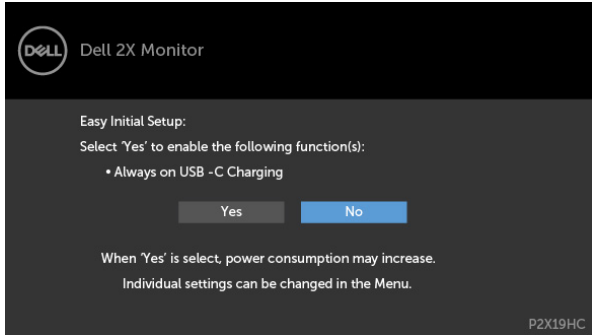 DELL
Dell 2X Monitor
Easy Initial Setup:
Select ‘Yes’ to enable the following function(s):
• Always on USB -C Charging
Yes No
When ‘Yes’ is select, power consumption may increase.
Individual settings can be changed in the Menu.
P2X19HC